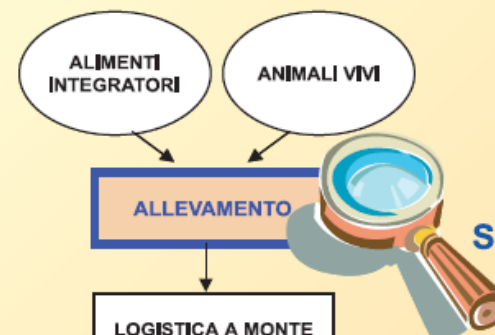 ALIMENTI
INTEGRATORI
ANIMALI VIVI
ALLEVAMENTO
S
LOGISTICA A MONTE